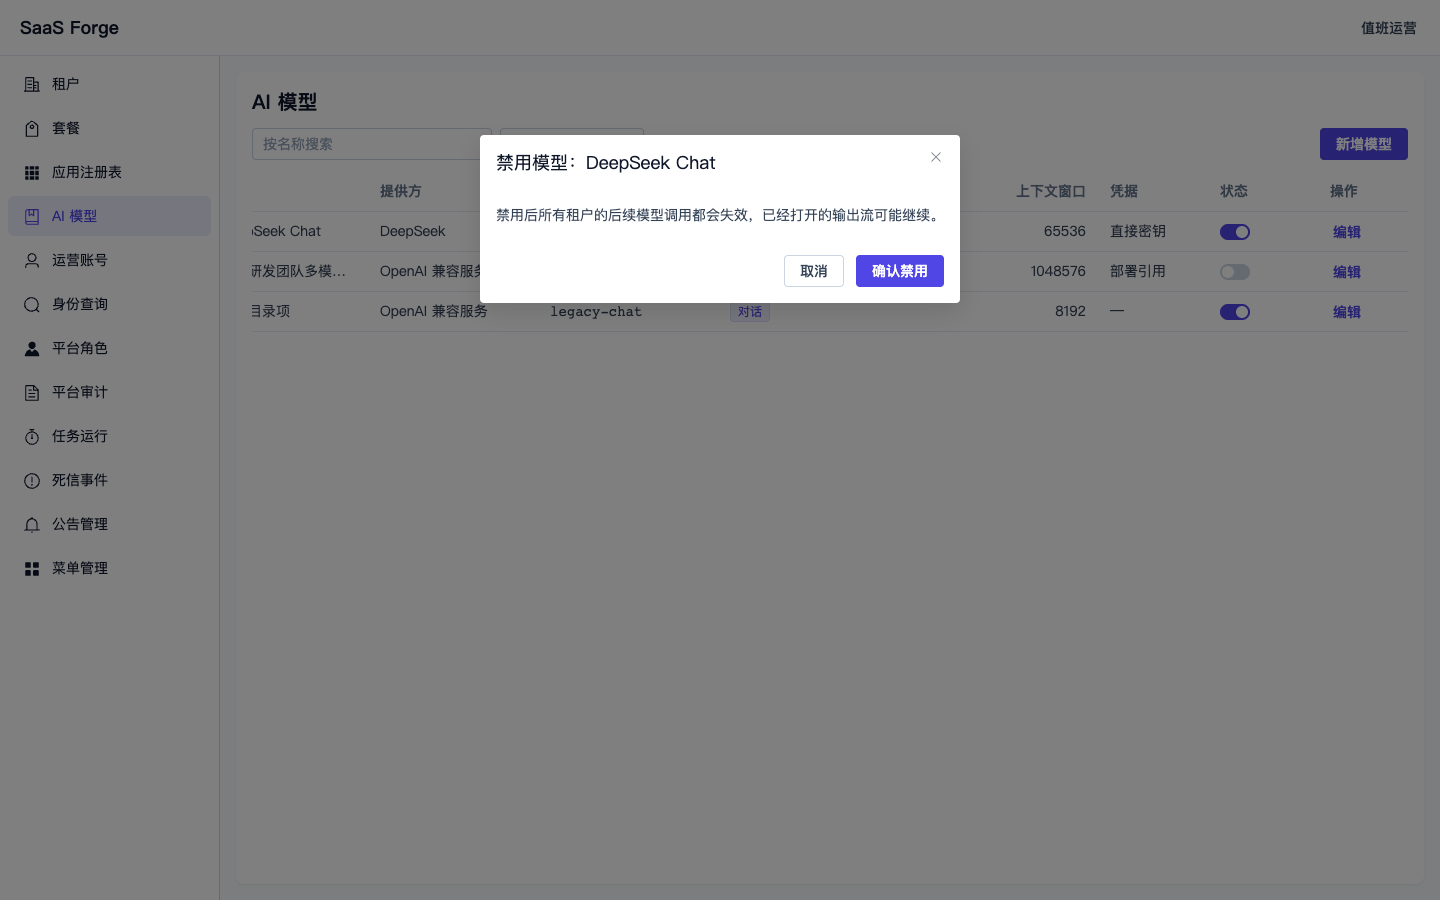 SaaS Forge
值班运营
租户
套餐
应用注册表
AI 模型
运营账号
身份查询
平台角色
平台审计
任务运行
死信事件
公告管理
菜单管理
AI 模型
按名称搜索
新增模型
提供方 上下文窗口 凭据 状态 操作
Seek Chat DeepSeek 65536 直接密钥 编辑
研发团队多模... OpenAI 兼容服务 1048576 部署引用 编辑
目录项 OpenAI 兼容服务 legacy-chat 对话 8192 — 编辑
禁用模型：DeepSeek Chat
禁用后所有租户的后续模型调用都会失效，已经打开的输出流可能继续。
取消
确认禁用